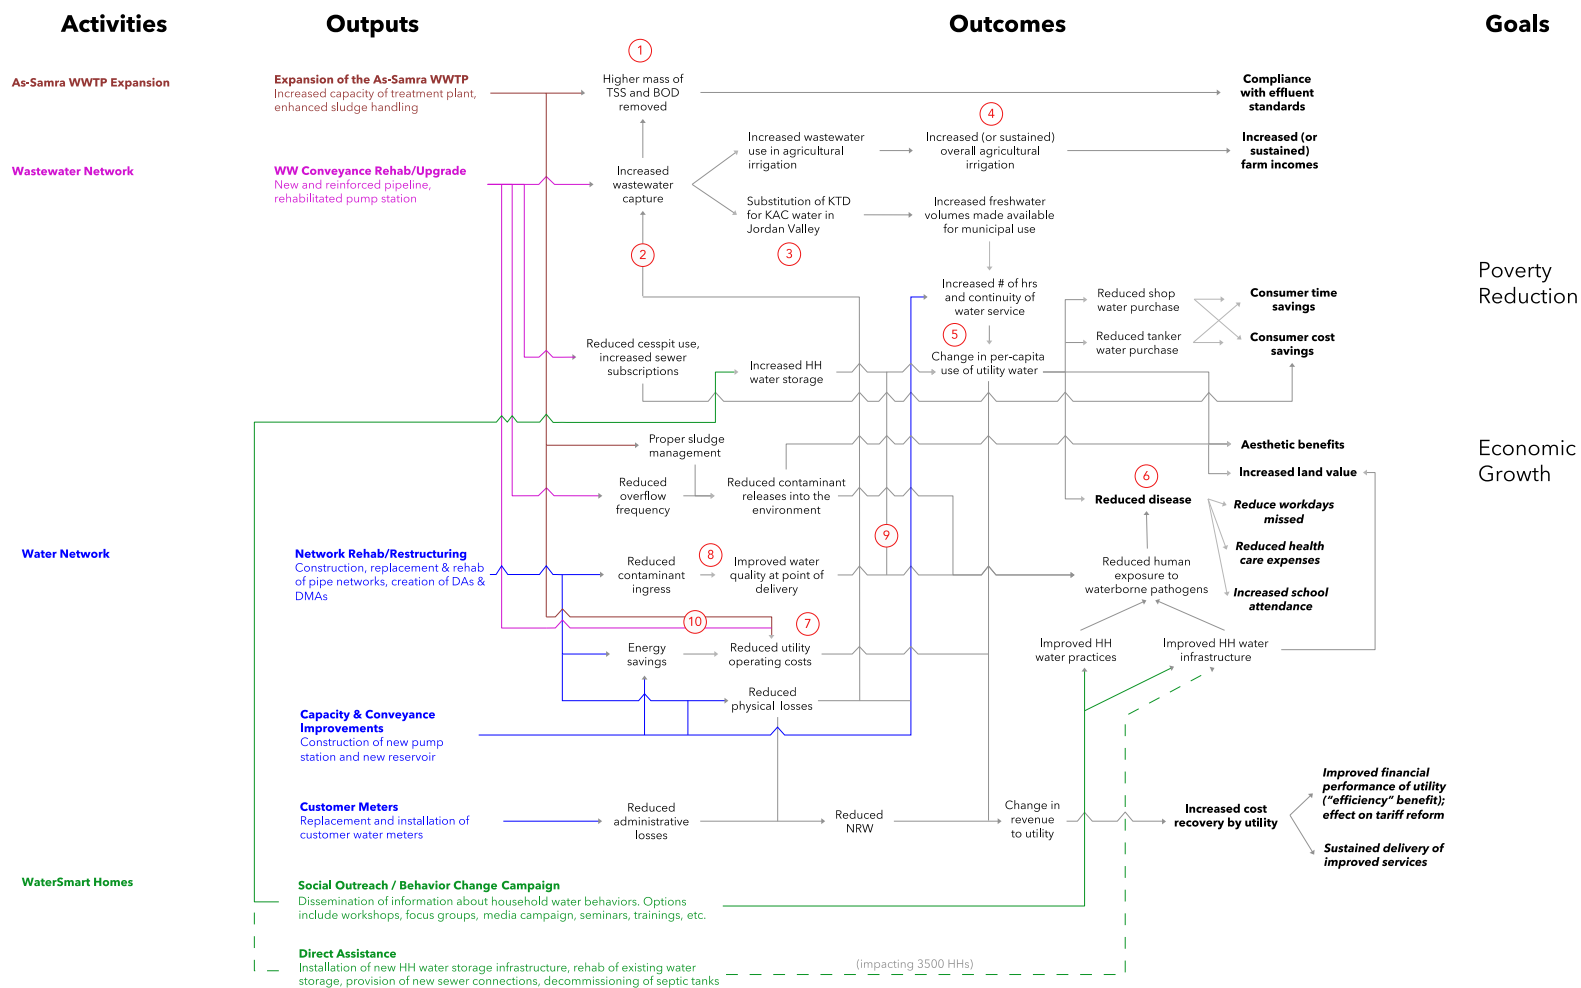 Activities
Outputs
Outcomes
Goals
As-Samra WWTP Expansion
Expansion of the As-Samra WWTP
Increased capacity of treatment plant,
enhanced sludge handling
1
Higher mass of
TSS and BOD
removed
Compliance
with effluent
standards
4
Increased wastewater
use in agricultural
irrigation
Increased (or sustained)
overall agricultural
irrigation
Increased (or
sustained)
farm incomes
Wastewater Network
WW Conveyance Rehab/Upgrade
New and reinforced pipeline,
rehabilitated pump station
Increased
wastewater
capture
Substitution of KTD
for KAC water in
Jordan Valley
Increased freshwater
volumes made available
for municipal use
2
3
Poverty
Reduction
Increased # of hrs
and continuity of
water service
Reduced shop
water purchase
Consumer time
savings
5
Reduced tanker
water purchase
Consumer cost
savings
Reduced cesspit use,
increased sewer
subscriptions
Increased HH
water storage
Change in per-capita
use of utility water
Proper sludge
management
Aesthetic benefits
Economic
Growth
Increased land value
6
Reduced
overflow
frequency
Reduced contaminant
releases into the
environment
Reduced disease
Reduce workdays
missed
9
Reduced health
care expenses
Increased school
attendance
Water Network
Network Rehab/Restructuring
Construction, replacement & rehab
of pipe networks, creation of DAs &
DMAs
Reduced
contaminant
ingress
8
Improved water
quality at point of
delivery
Reduced human
exposure to
waterborne pathogens
10
7
Energy
savings
Reduced utility
operating costs
Improved HH
water practices
Improved HH water
infrastructure
Reduced
physical losses
Capacity & Conveyance
Improvements
Construction of new pump
station and new reservoir
Customer Meters
Replacement and installation of
customer water meters
Reduced
administrative
losses
Reduced
NRW
Change in
revenue
to utility
Increased cost
recovery by utility
Improved financial
performance of utility
("efficiency" benefit);
effect on tariff reform
Sustained delivery of
improved services
WaterSmart Homes
Social Outreach / Behavior Change Campaign
Dissemination of information about household water behaviors. Options
include workshops, focus groups, media campaign, seminars, trainings, etc.
Direct Assistance
Installation of new HH water storage infrastructure, rehab of existing water
storage, provision of new sewer connections, decommissioning of septic tanks
(impacting 3500 HHs)